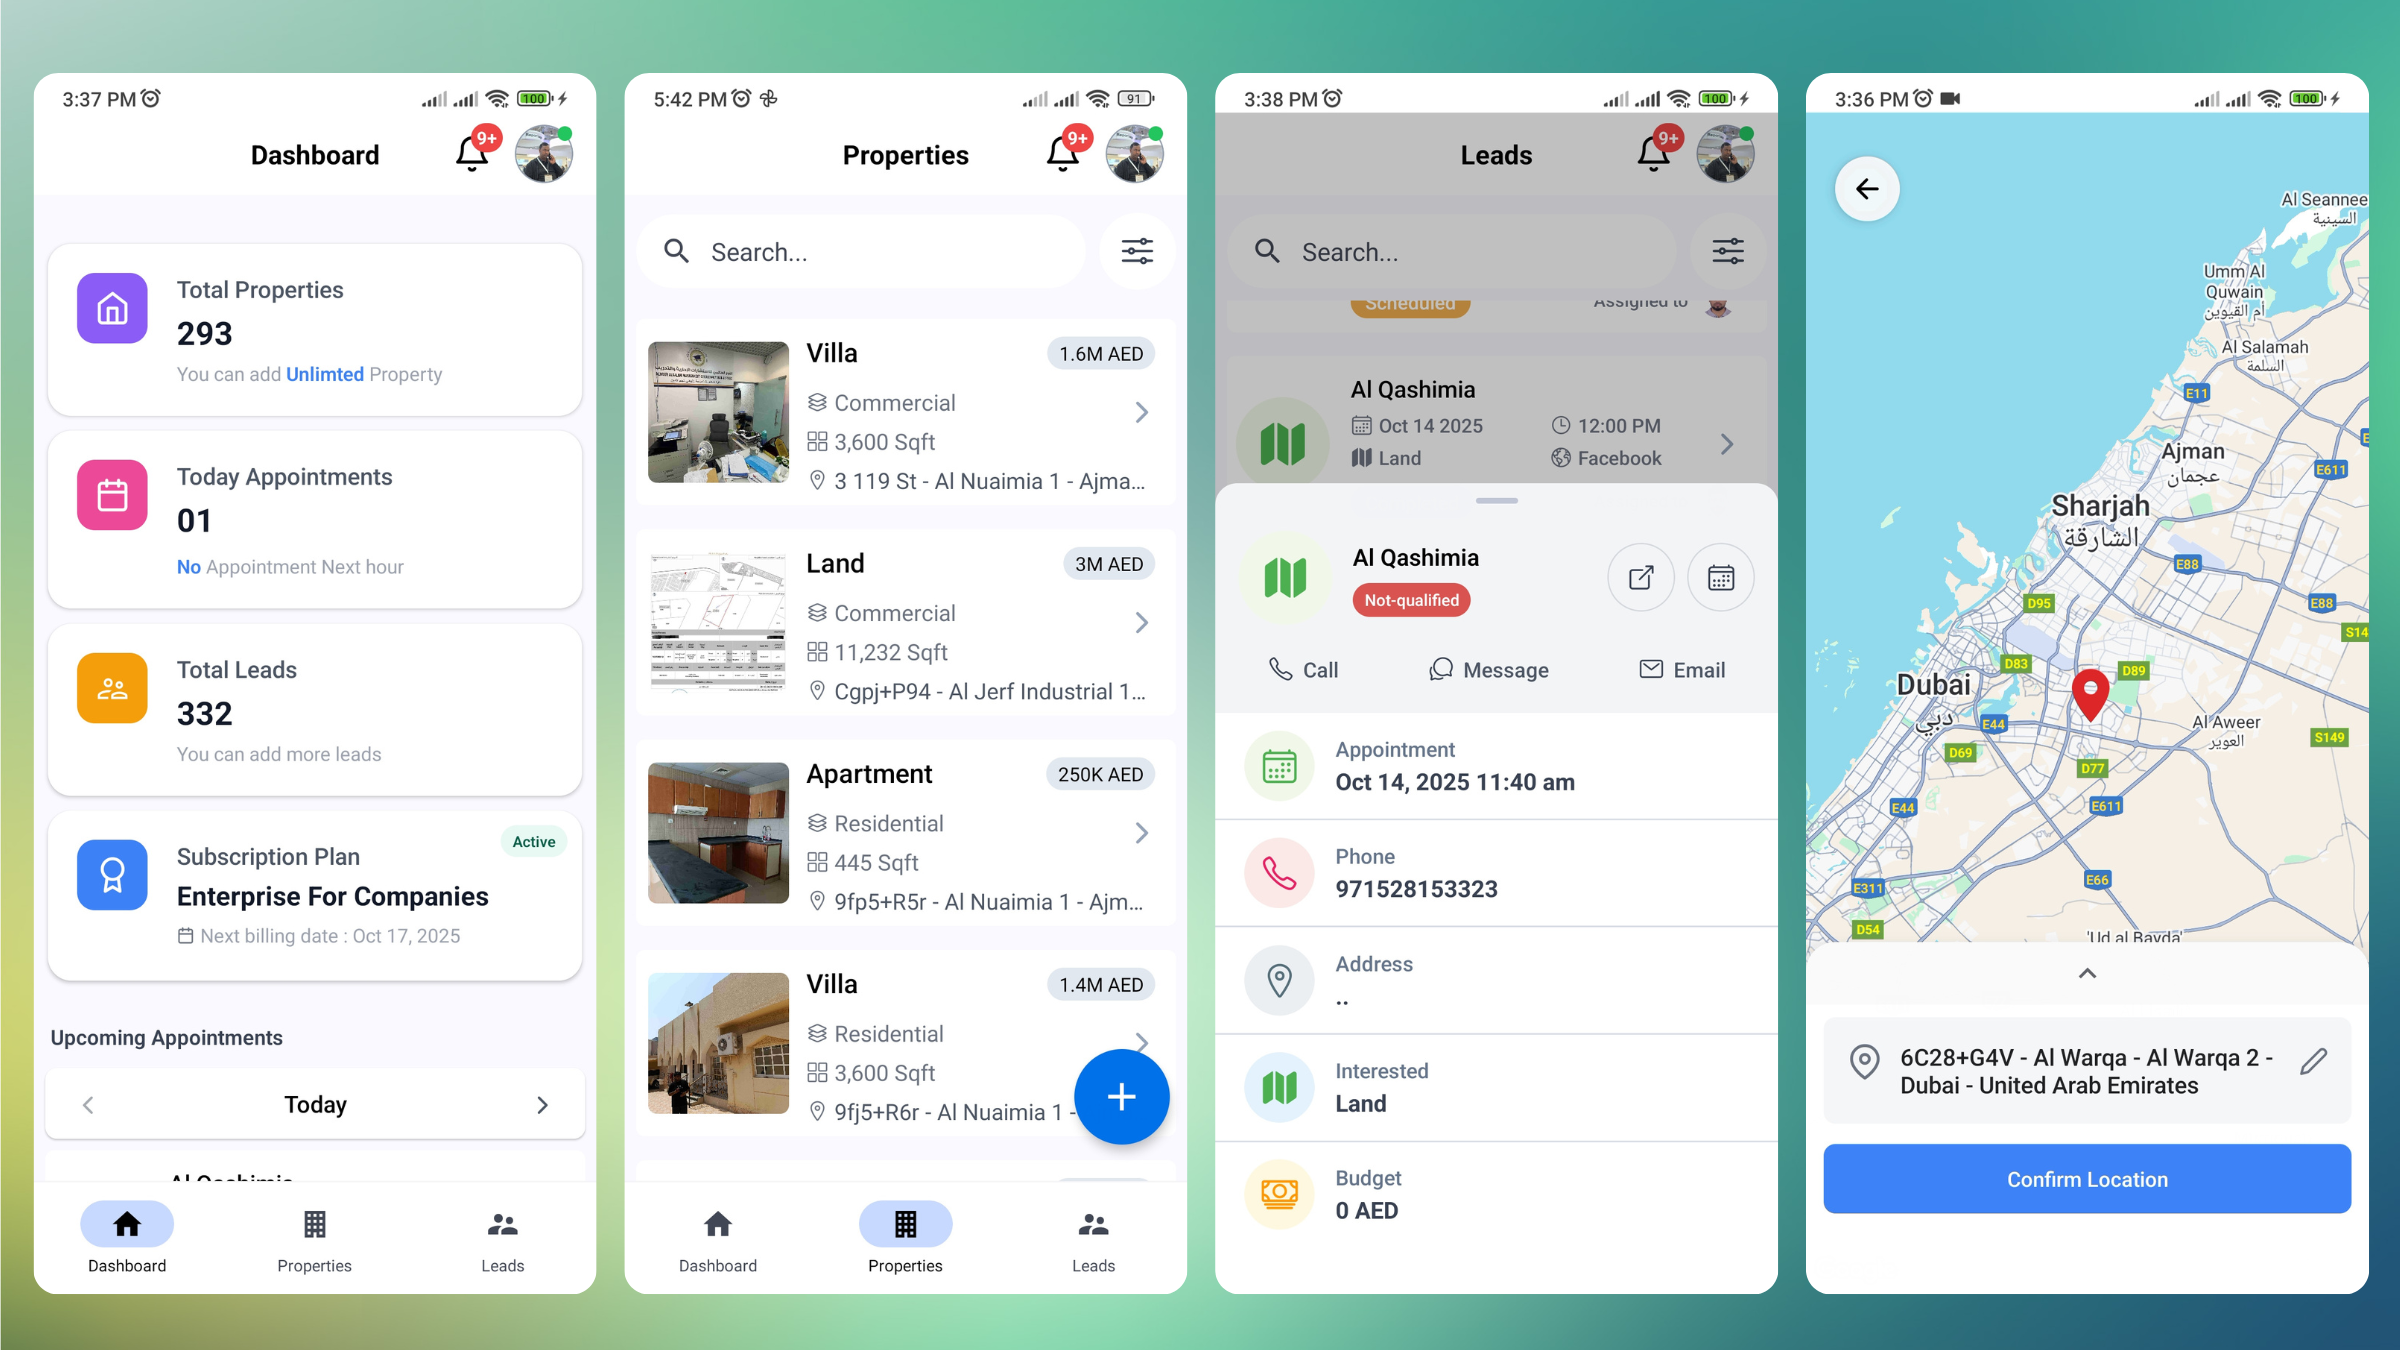 3:37 PM
100
Dashboard
9+
Total Properties
293
You can add Unlimted Property
Today Appointments
01
No Appointment Next hour
Total Leads
332
You can add more leads
Active
Subscription Plan
Enterprise For Companies
Next billing date : Oct 17, 2025
Upcoming Appointments
Today
Al Qashimia
Dashboard
Properties
Leads
5:42 PM
91
Properties
9+
Search...
Villa
1.6M AED
Commercial
3,600 Sqft
3 119 St - Al Nuaimia 1 - Ajma...
Land
3M AED
Commercial
11,232 Sqft
Cgpj+P94 - Al Jerf Industrial 1...
Apartment
250K AED
Residential
445 Sqft
9fp5+R5r - Al Nuaimia 1 - Ajm...
Villa
1.4M AED
Residential
3,600 Sqft
9fj5+R6r - Al Nuaimia 1 -
+
Dashboard
Properties
Leads
3:38 PM
100
Leads
9+
Search...
Scheduled
Assigned to
Al Qashimia
Oct 14 2025
12:00 PM
Land
Facebook
Al Qashimia
Not-qualified
Call
Message
Email
Appointment
Oct 14, 2025 11:40 am
Phone
971528153323
Address
..
Interested
Land
Budget
0 AED
3:36 PM
100
Al Seannee
السينية
Umm Al
Quwain
أم القيوين
Al Salamah
السلمة
E11
Ajman
عجمان
E611
Sharjah
الشارقة
E88
D95
E88
S14
D83
D89
Dubai
دبي
E44
Al Aweer
العوير
S149
D69
D77
E44
E611
E66
E311
D54
'Ud al Bayda'
6C28+G4V - Al Warqa - Al Warqa 2 -
Dubai - United Arab Emirates
Confirm Location